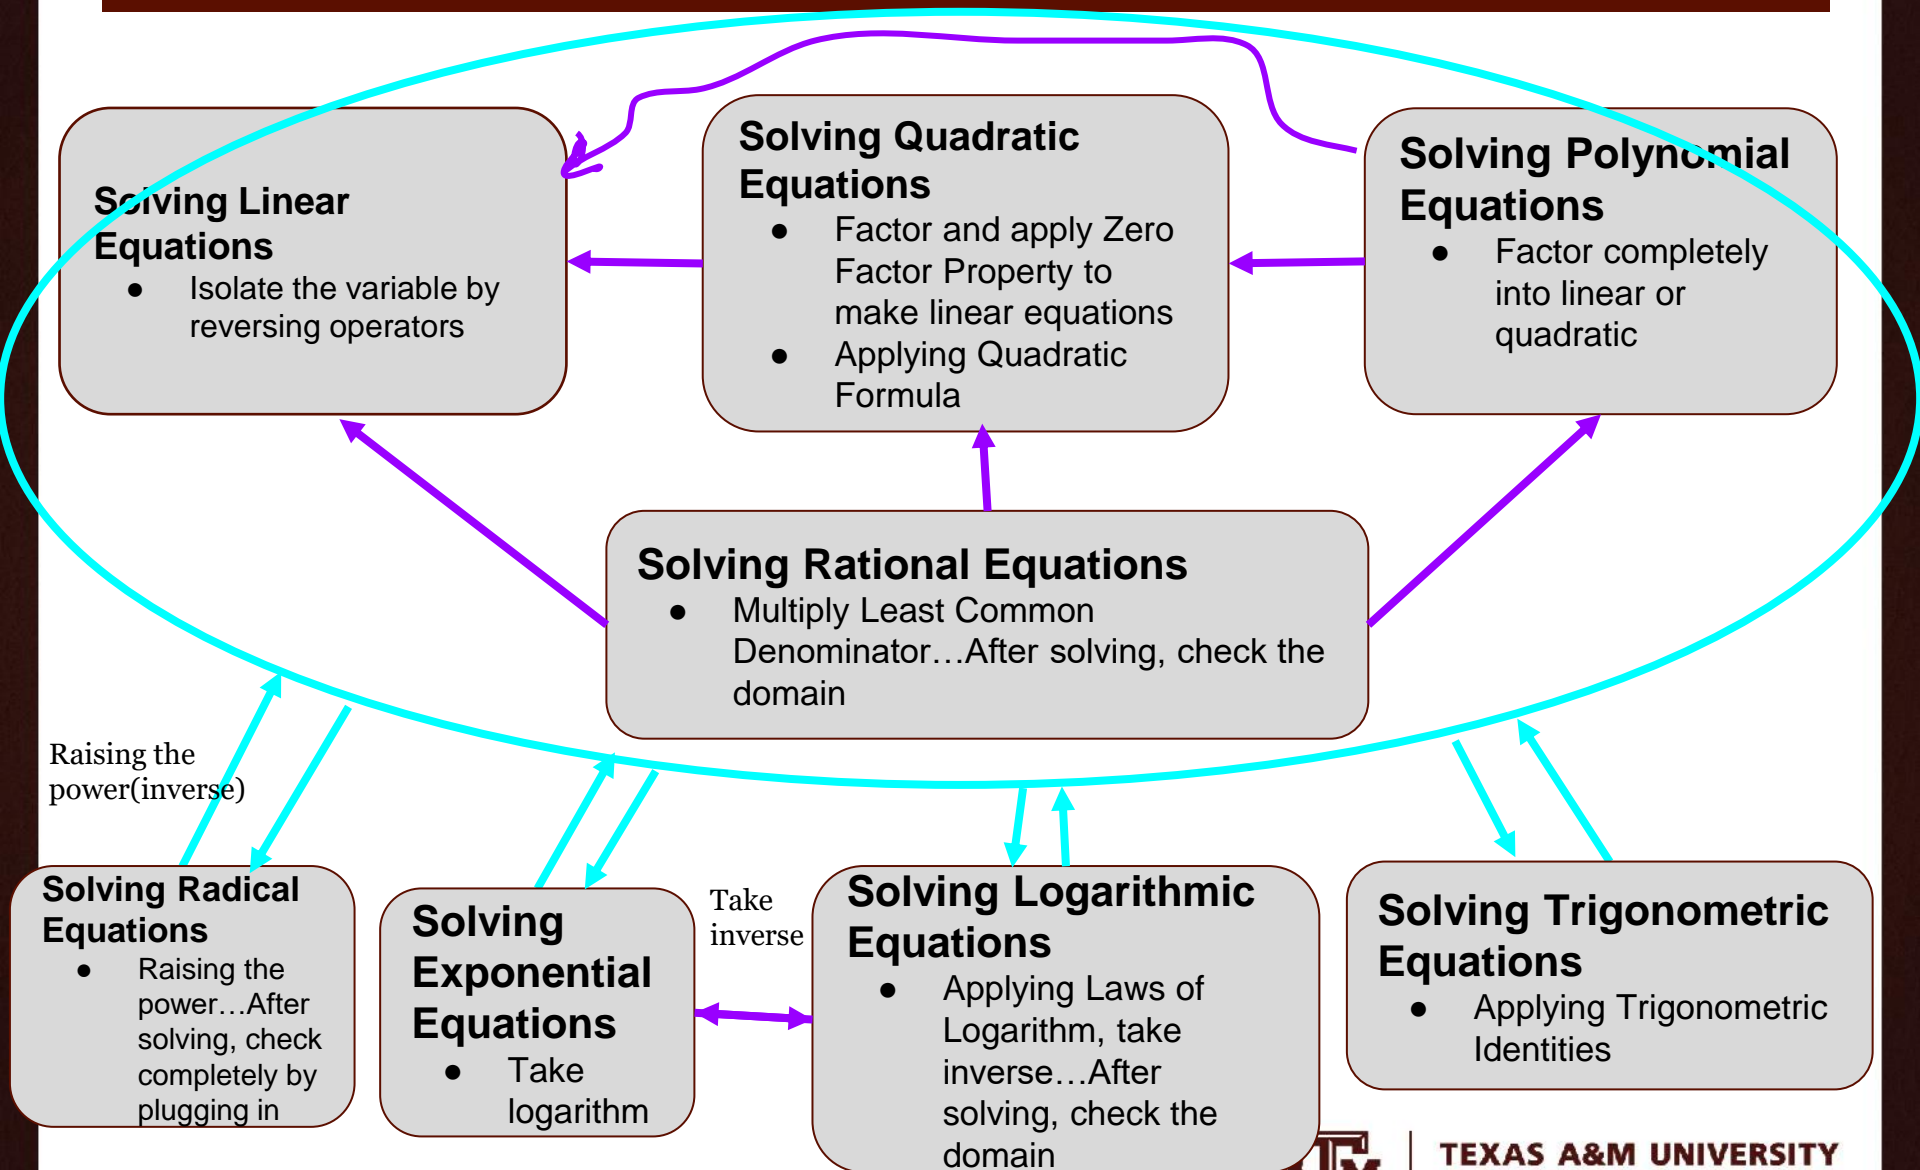 Solving Linear
Equations
● Isolate the variable by
reversing operators
Solving Quadratic
Equations
● Factor and apply Zero
Factor Property to
make linear equations
● Applying Quadratic
Formula
Solving Polynomial
Equations
● Factor completely
into linear or
quadratic
Solving Rational Equations
● Multiply Least Common
Denominator…After solving, check the
domain
Raising the
power(inverse)
Solving Radical
Equations
● Raising the
power…After
solving, check
completely by
plugging in
Solving
Exponential
Equations
● Take
logarithm
Take
inverse
Solving Logarithmic
Equations
● Applying Laws of
Logarithm, take
inverse…After
solving, check the
domain
Solving Trigonometric
Equations
● Applying Trigonometric
Identities
TEXAS A&M UNIVERSITY